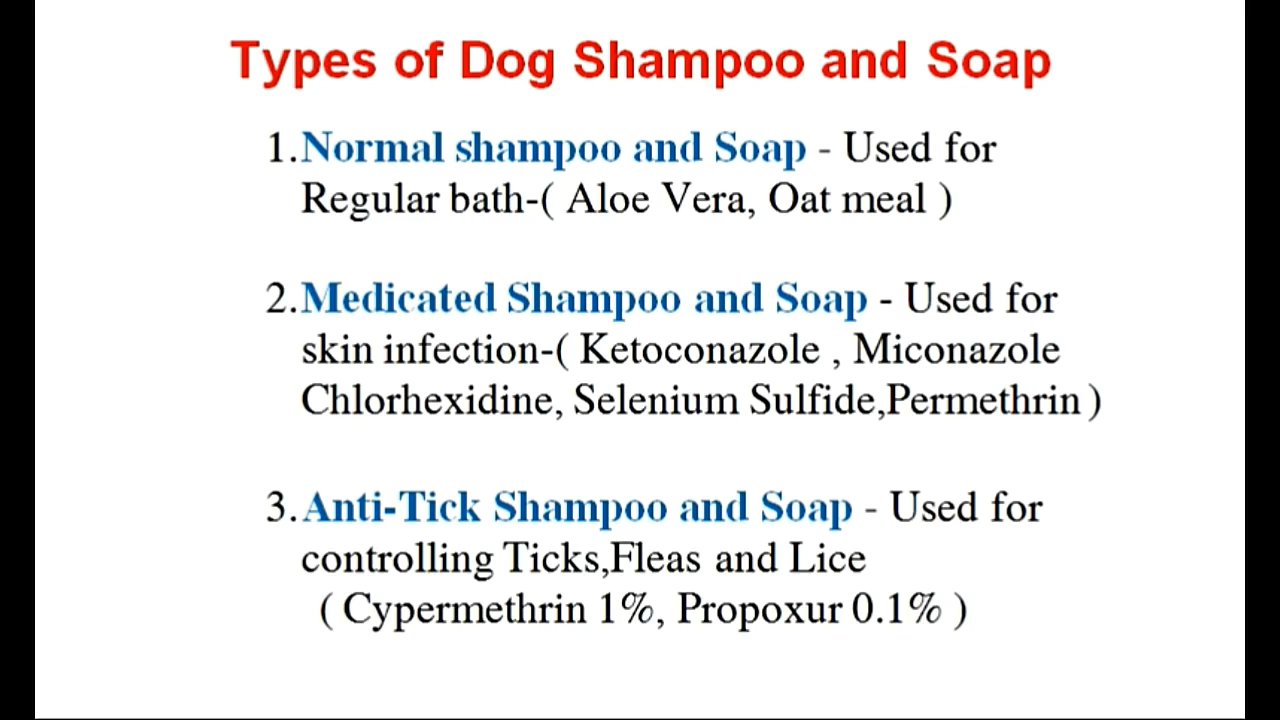 Types of Dog Shampoo and Soap
1.Normal shampoo and Soap - Used for
Regular bath-( Aloe Vera, Oat meal )
2.Medicated Shampoo and Soap - Used for
skin infection-( Ketoconazole , Miconazole
Chlorhexidine, Selenium Sulfide,Permethrin )
3.Anti-Tick Shampoo and Soap - Used for
controlling Ticks,Fleas and Lice
( Cypermethrin 1%, Propoxur 0.1% )